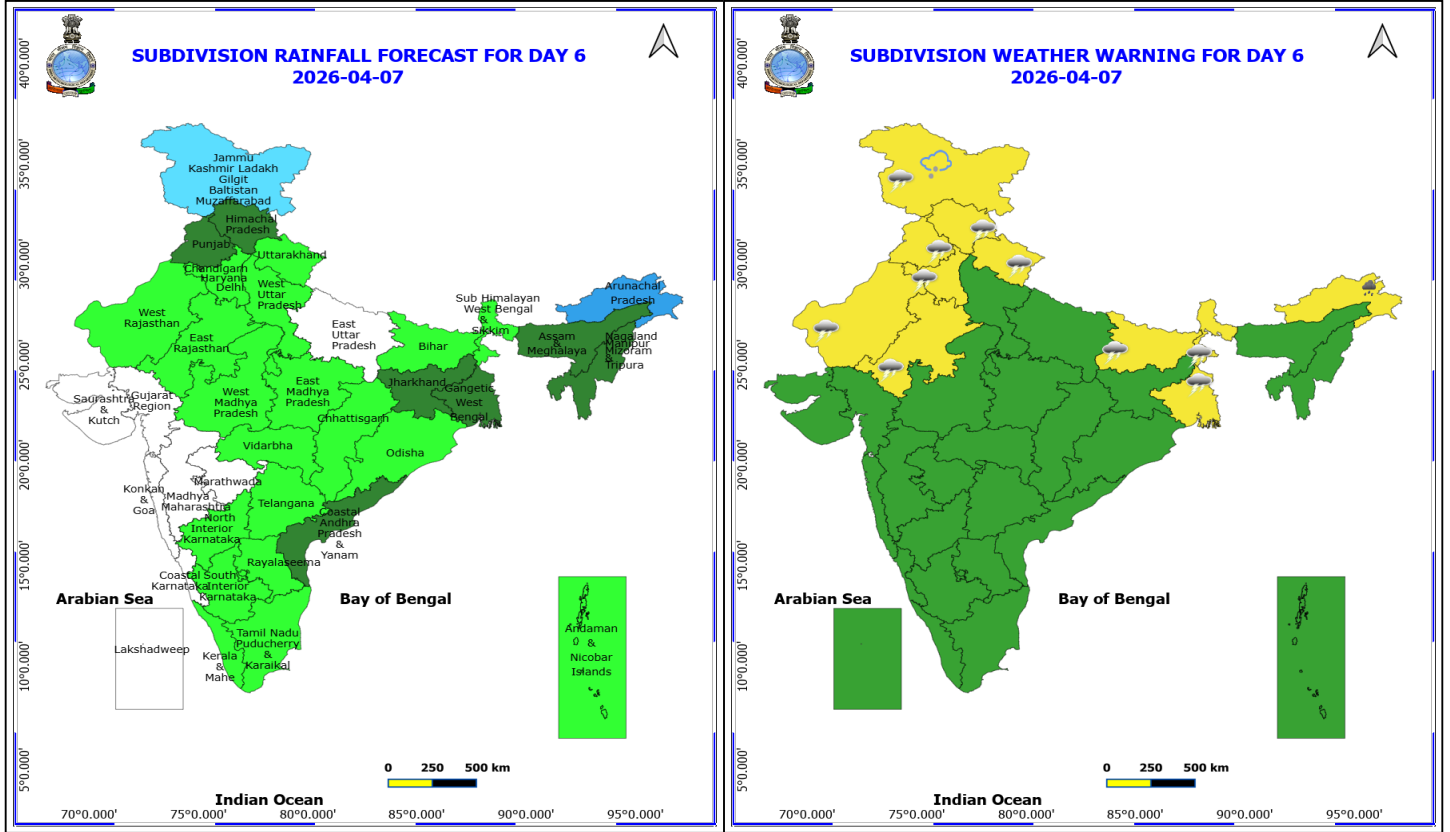 SUBDIVISION RAINFALL FORECAST FOR DAY 6
2026-04-07
40°0.000'
35°0.000'
30°0.000'
25°0.000'
20°0.000'
15°0.000'
10°0.000'
5°0.000'
Jammu
Kashmir Ladakh
Gilgit
Baltistan
Muzaffarabad
Himachal
Pradesh
Punjab
Uttarakhand
Chandigarh
Haryana
Delhi
West
Uttar
Pradesh
West
Rajasthan
East
Rajasthan
East
Uttar
Pradesh
Bihar
Sub Himalayan
West Bengal
&
Sikkim
Arunachal
Pradesh
Assam
&
Meghalaya
Nagaland
Manipur
Mizoram
&
Tripura
Jharkhand
Gangetic
West
Bengal
Saurashtra
&
Kutch
Gujarat
Region
West
Madhya
Pradesh
East
Madhya
Pradesh
Chhattisgarh
Vidarbha
Odisha
Konkan
&
Goa
Madhya
Maharashtra
Marathwada
Telangana
North
Interior
Karnataka
Coastal
Andhra
Pradesh
&
Yanam
Rayalaseema
Coastal
Karnataka
South
Interior
Karnataka
Arabian Sea
Bay of Bengal
Lakshadweep
Kerala
&
Mahe
Tamil Nadu
Puducherry
&
Karaikal
Andaman
&
Nicobar
Islands
0 250 500 km
Indian Ocean
70°0.000' 75°0.000' 80°0.000' 85°0.000' 90°0.000' 95°0.000'
SUBDIVISION WEATHER WARNING FOR DAY 6
2026-04-07
40°0.000'
35°0.000'
30°0.000'
25°0.000'
20°0.000'
15°0.000'
10°0.000'
5°0.000'
Arabian Sea
Bay of Bengal
0 250 500 km
Indian Ocean
70°0.000' 75°0.000' 80°0.000' 85°0.000' 90°0.000' 95°0.000'